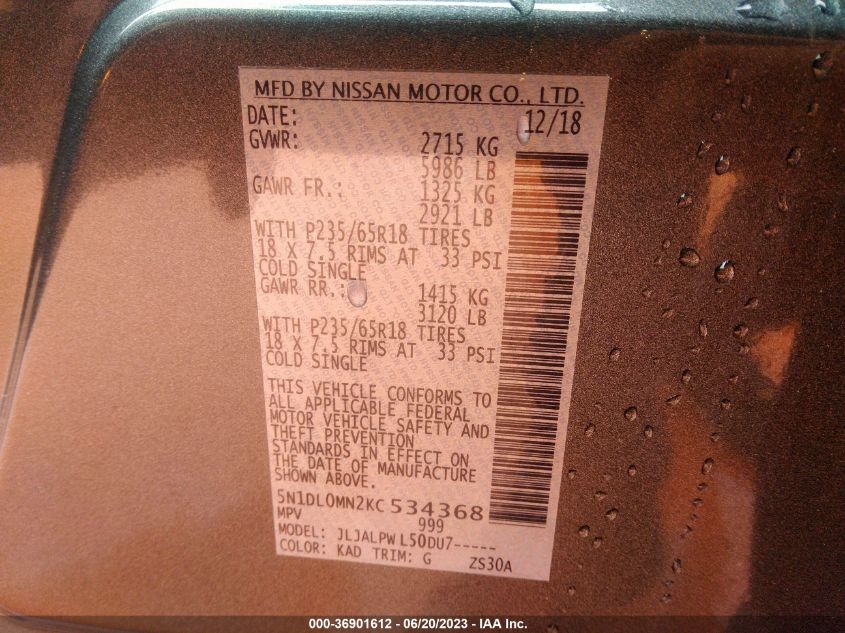 MFD BY NISSAN MOTOR CO., LTD.
DATE: 12/18
GVWR: 2715 KG
5986 LB
GAWR FR.: 1325 KG
2921 LB
WITH P235/65R18 TIRES
18 X 7.5 RIMS AT 33 PSI
COLD SINGLE
GAWR RR.: 1415 KG
3120 LB
WITH P235/65R18 TIRES
18 X 7.5 RIMS AT 33 PSI
COLD SINGLE
THIS VEHICLE CONFORMS TO
ALL APPLICABLE FEDERAL
MOTOR VEHICLE SAFETY AND
THEFT PREVENTION
STANDARDS IN EFFECT ON
THE DATE OF MANUFACTURE
SHOWN ABOVE.
5N1DL0MN2KC534368
MPV 999
MODEL: JLJALPWL50DU7-----
COLOR: KAD TRIM: G ZS30A
000-36901612 - 06/20/2023 - IAA Inc.